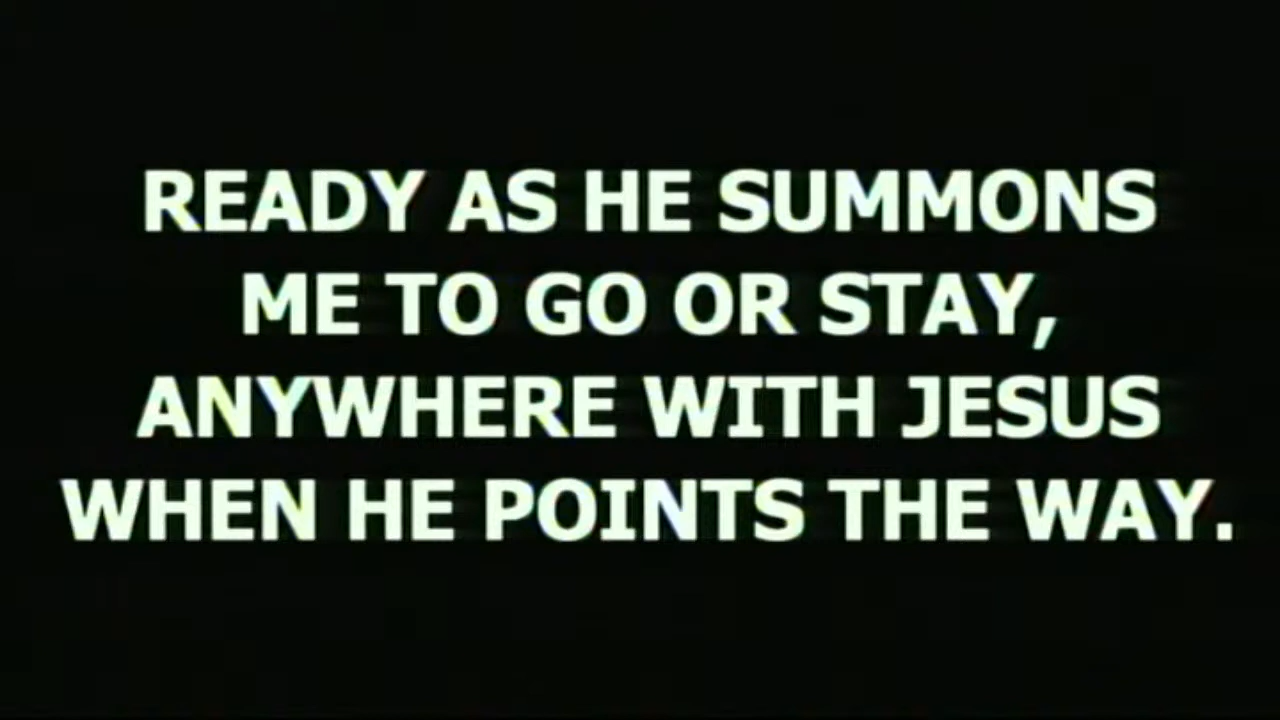 READY AS HE SUMMONS
ME TO GO OR STAY,
ANYWHERE WITH JESUS
WHEN HE POINTS THE WAY.